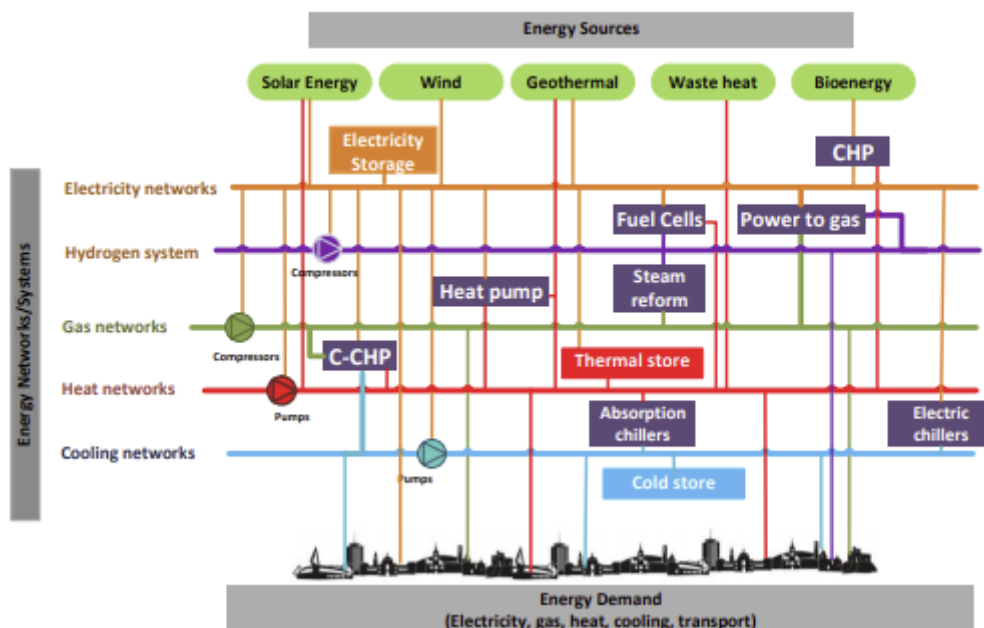 Energy Sources
Solar Energy
Wind
Geothermal
Waste heat
Bioenergy
Electricity
Storage
CHP
Energy Networks/Systems
Electricity networks
Fuel Cells
Power to gas
Hydrogen system
Compressors
Heat pump
Steam
reform
Gas networks
Compressors
C-CHP
Thermal store
Heat networks
Pumps
Absorption
chillers
Electric
chillers
Cooling networks
Pumps
Cold store
Energy Demand
(Electricity, gas, heat, cooling, transport)